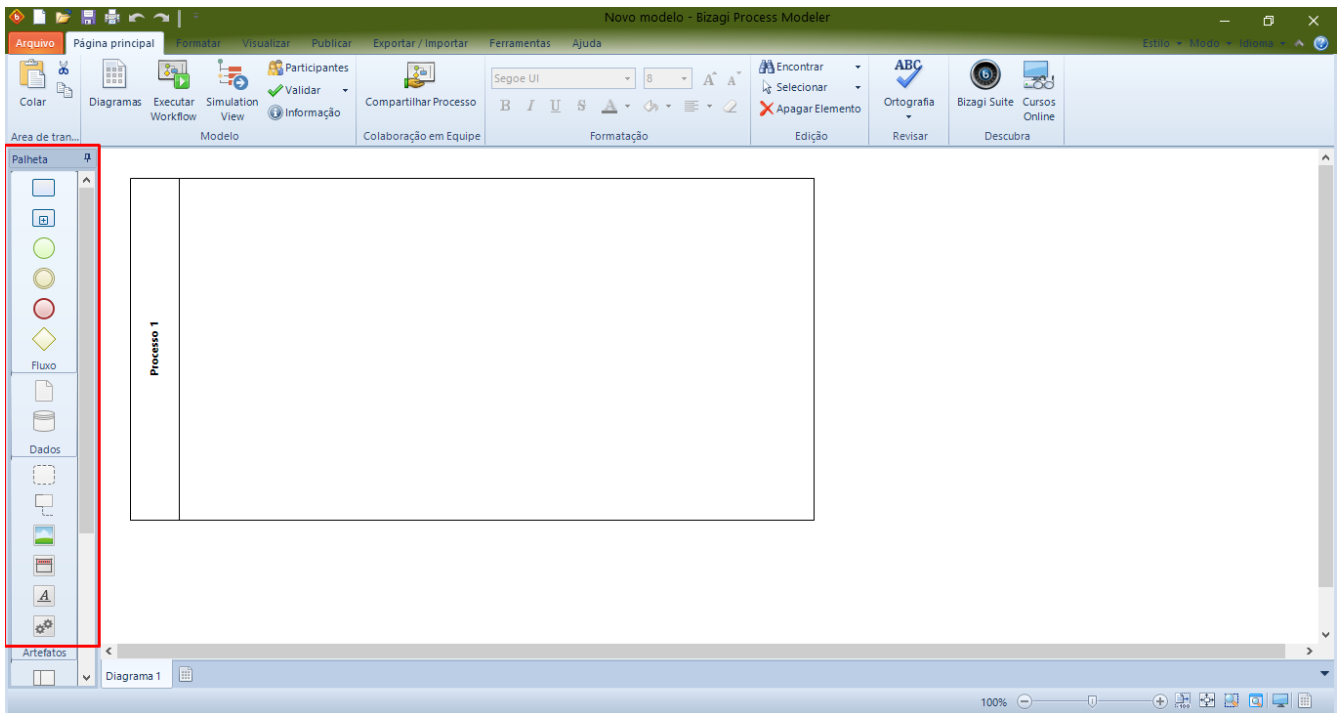 Novo modelo - Bizagi Process Modeler
Arquivo Página principal Formatar Visualizar Publicar Exportar / Importar Ferramentas Ajuda Estilo Modo Idioma
Colar
Diagramas
Executar Workflow
Simulation View
Participantes
Validar
Informação
Compartilhar Processo
Segoe UI 8 A A
B I U S A
Encontrar
Selecionar
Apagar Elemento
ABC
Ortografia
Bizagi Suite
Cursos Online
Area de tran... Modelo Colaboração em Equipe Formatação Edição Revisar Descubra
Palheta
Fluxo
Dados
A
Artefatos
Processo 1
Diagrama 1
100%